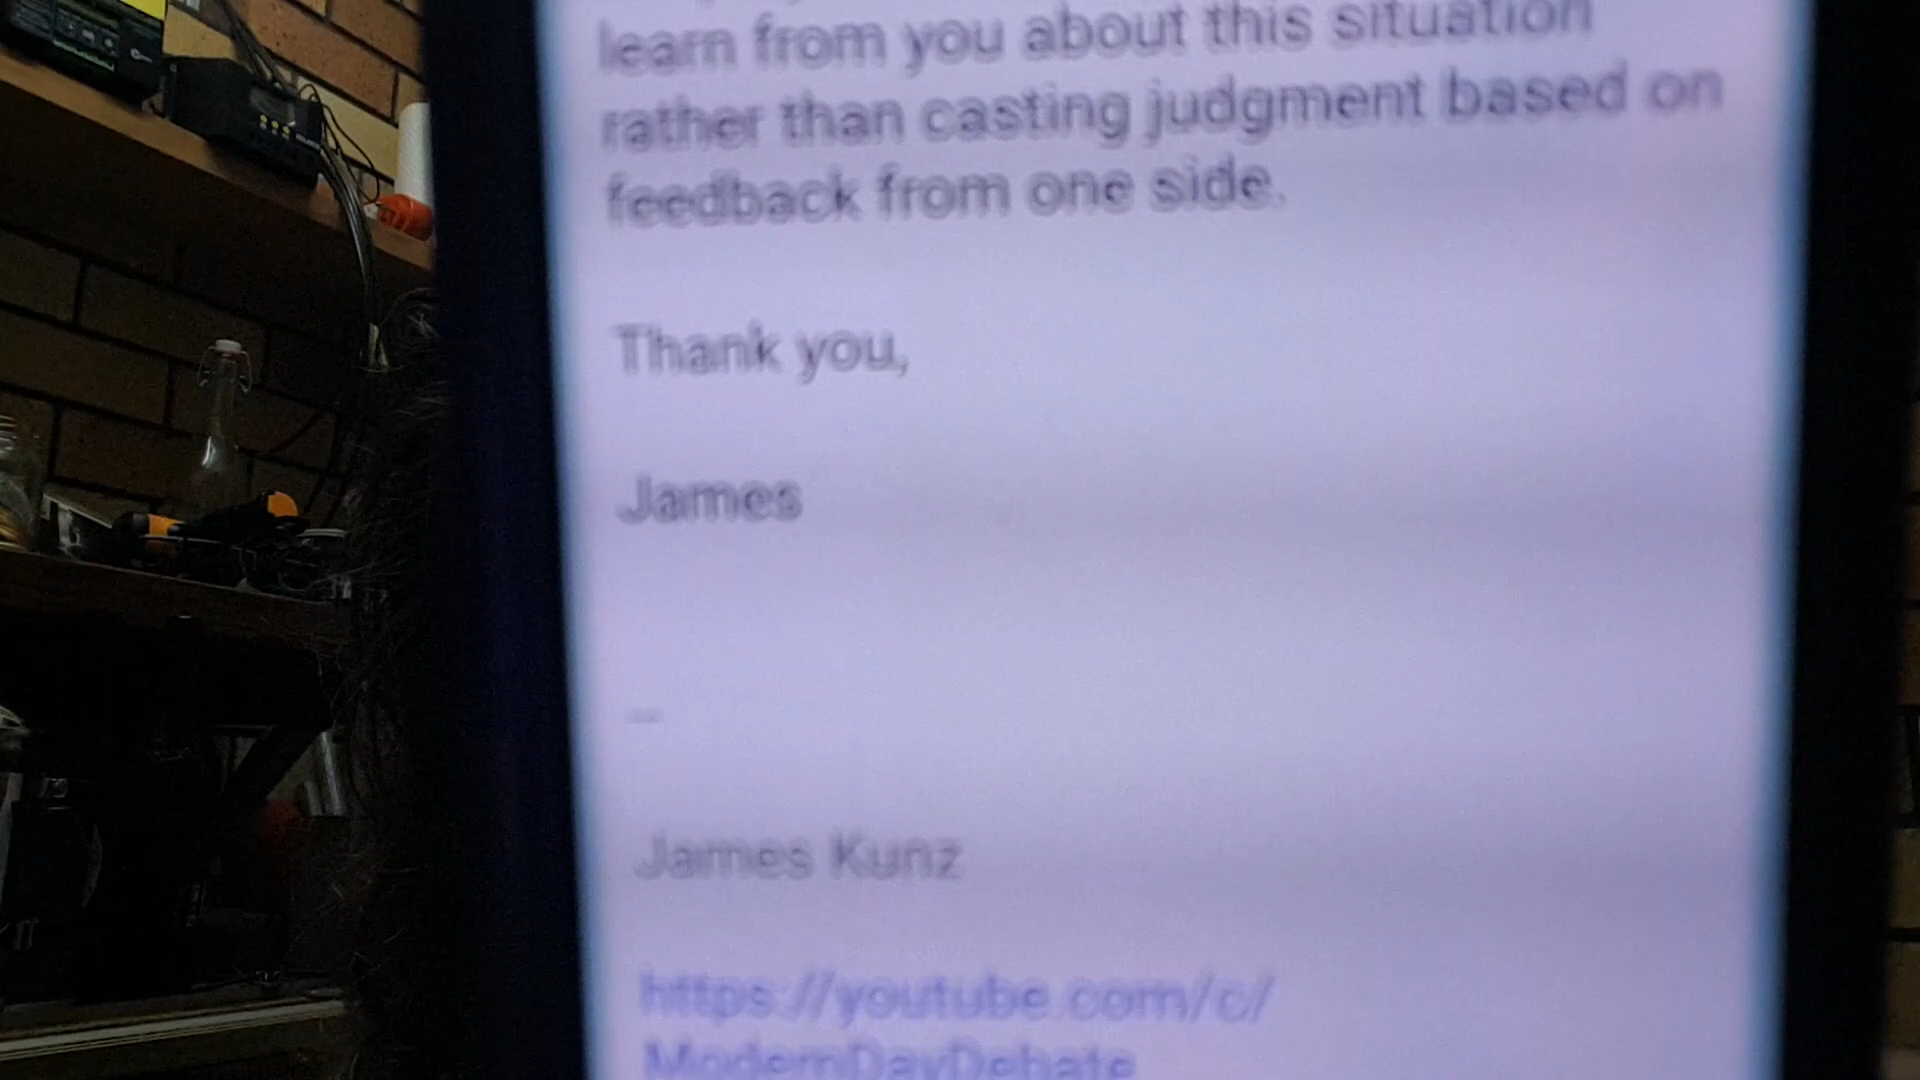 learn from you about this situation
rather than casting judgment based on
feedback from one side.
Thank you,
James
--
James Kunz
https://youtube.com/c/
ModernDayDebate